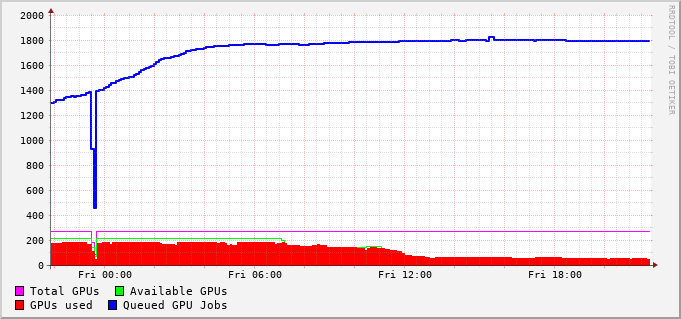 2000
1800
1600
1400
1200
1000
800
600
400
200
0
Fri 00:00 Fri 06:00 Fri 12:00 Fri 18:00
Total GPUs Available GPUs
GPUs used Queued GPU Jobs
RRDTOOL / TOBI OETIKER